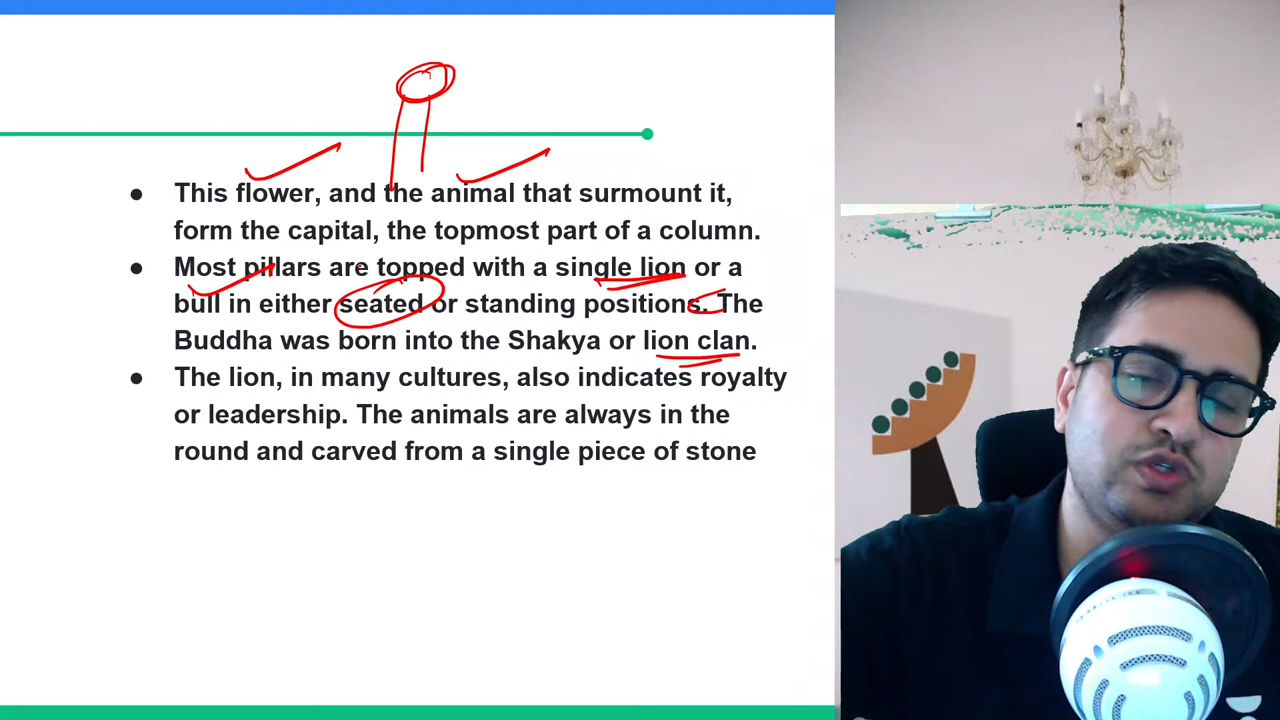 ● This flower, and the animal that surmount it,
form the capital, the topmost part of a column.
● Most pillars are topped with a single lion or a
bull in either seated or standing positions. The
Buddha was born into the Shakya or lion clan.
● The lion, in many cultures, also indicates royalty
or leadership. The animals are always in the
round and carved from a single piece of stone